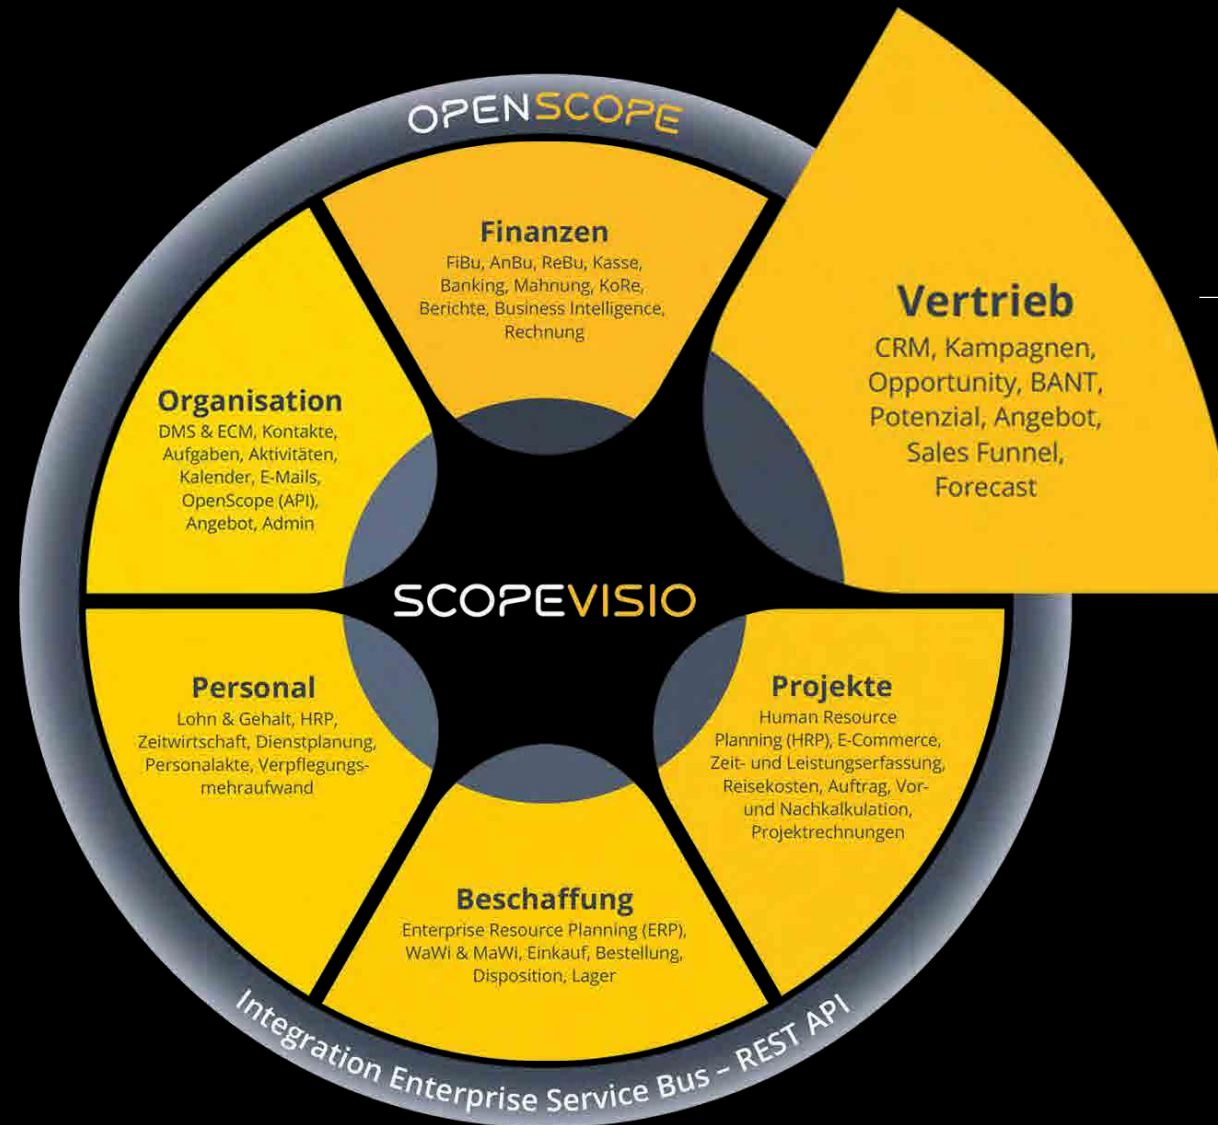 OPENSCOPE
Finanzen
FiBu, AnBu, ReBu, Kasse,
Banking, Mahnung, KoRe,
Berichte, Business Intelligence,
Rechnung
Vertrieb
CRM, Kampagnen,
Opportunity, BANT,
Potenzial, Angebot,
Sales Funnel,
Forecast
Organisation
DMS & ECM, Kontakte,
Aufgaben, Aktivitäten,
Kalender, E-Mails,
OpenScope (API),
Angebot, Admin
SCOPEVISIO
Personal
Lohn & Gehalt, HRP,
Zeitwirtschaft, Dienstplanung,
Personalakte, Verpflegungs-
mehraufwand
Projekte
Human Resource
Planning (HRP), E-Commerce,
Zeit- und Leistungserfassung,
Reisekosten, Auftrag, Vor-
und Nachkalkulation,
Projektrechnungen
Beschaffung
Enterprise Resource Planning (ERP),
WaWi & MaWi, Einkauf, Bestellung,
Disposition, Lager
Integration Enterprise Service Bus – REST API